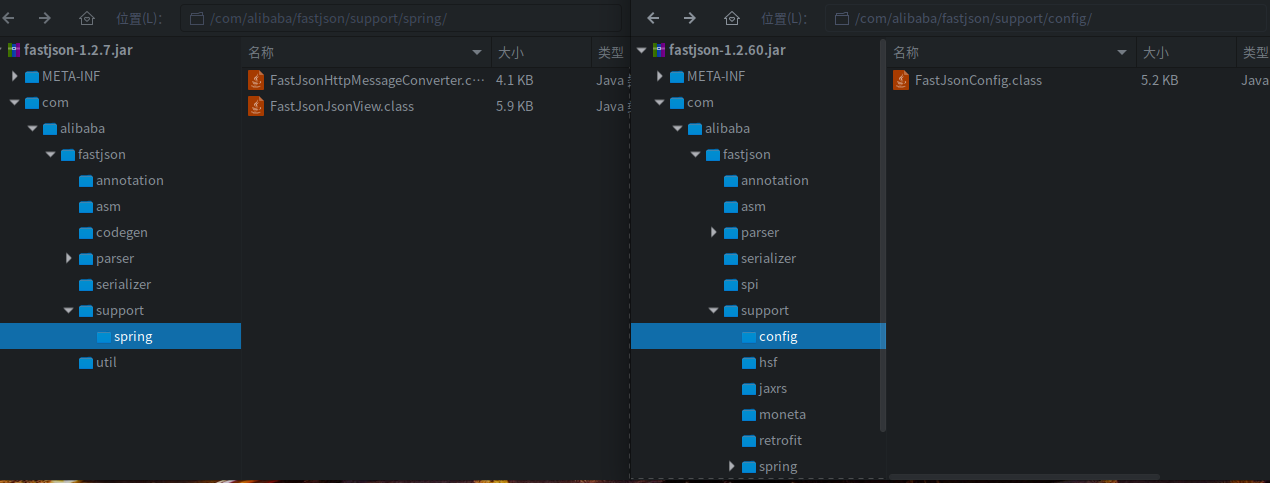 位置(L): /com/alibaba/fastjson/support/spring/
fastjson-1.2.7.jar
META-INF
com
alibaba
fastjson
annotation
asm
codegen
parser
serializer
support
spring
util
名称 大小 类型
FastJsonHttpMessageConverter.c··· 4.1 KB Java
FastJsonJsonView.class 5.9 KB Java
位置(L): /com/alibaba/fastjson/support/config/
fastjson-1.2.60.jar
META-INF
com
alibaba
fastjson
annotation
asm
parser
serializer
spi
support
config
hsf
jaxrs
moneta
retrofit
spring
名称 大小 类型
FastJsonConfig.class 5.2 KB Java